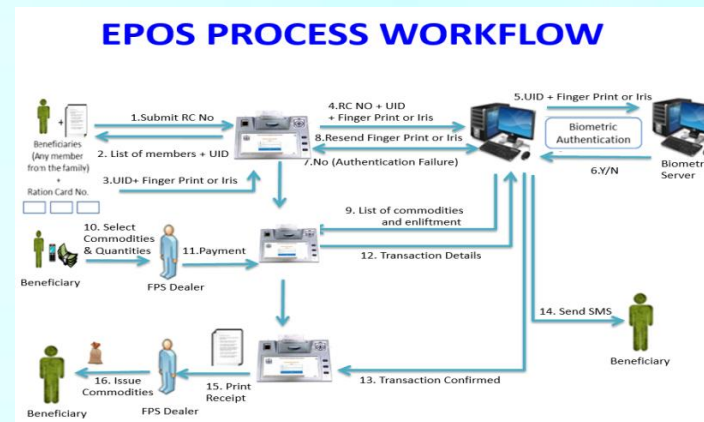 EPOS PROCESS WORKFLOW
1.Submit RC No
2. List of members + UID
3.UID+ Finger Print or Iris
Beneficiaries
(Any member
from the family)
+
Ration Card No.
4.RC NO + UID
+ Finger Print or Iris
8.Resend Finger Print or Iris
7.No (Authentication Failure)
5.UID + Finger Print or Iris
Biometric
Authentication
6.Y/N
Biometr
Server
9. List of commodities
and enliftment
10. Select
Commodities
& Quantities
11.Payment
12. Transaction Details
Beneficiary
FPS Dealer
14. Send SMS
Beneficiary
13. Transaction Confirmed
15. Print
Receipt
16. Issue
Commodities
Beneficiary
FPS Dealer